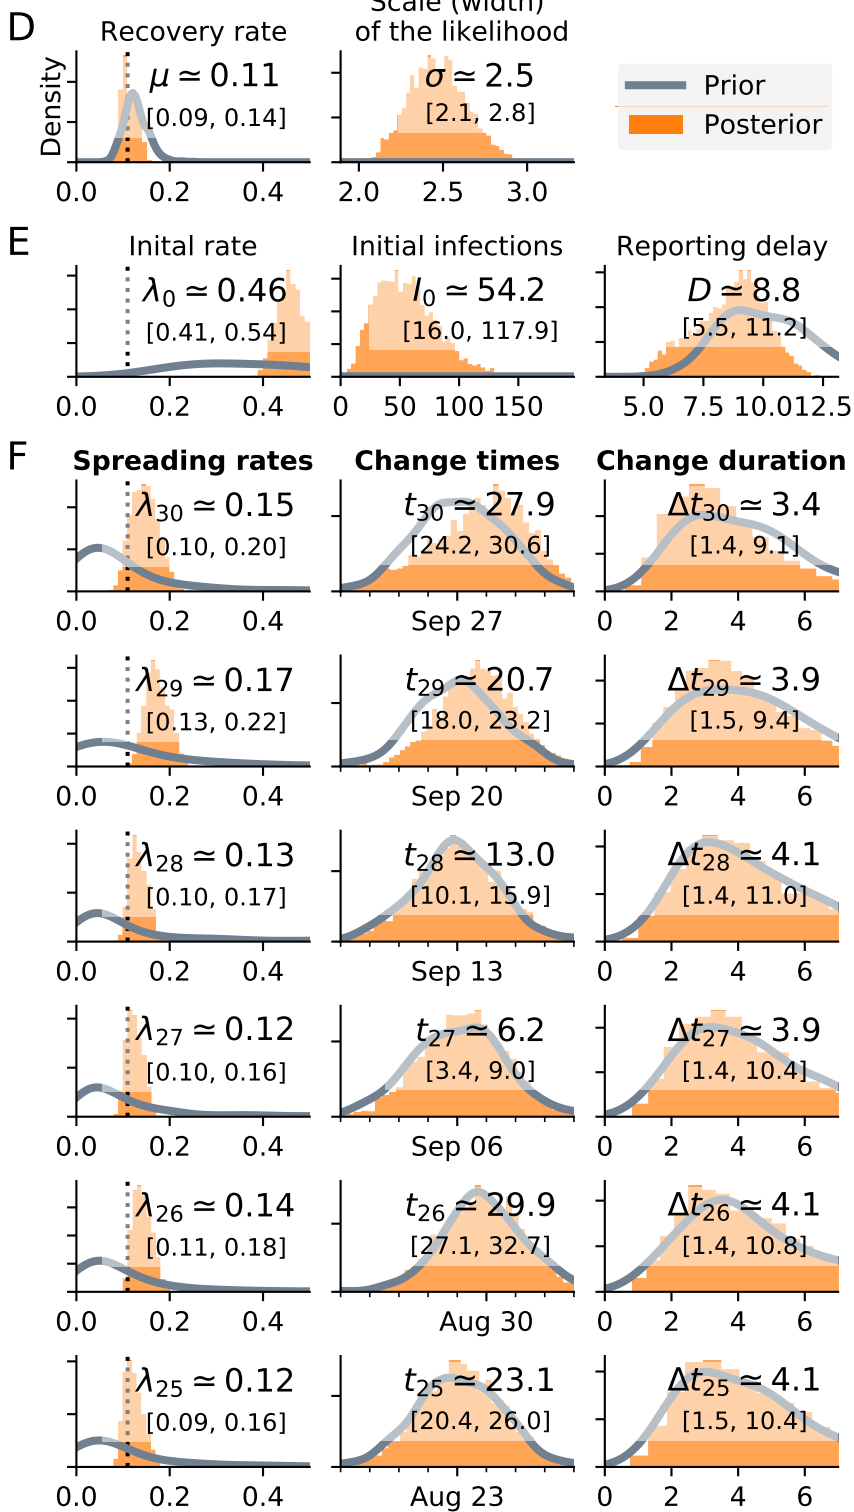 D
Scale (width)
Recovery rate
of the likelihood
Density
μ ≃ 0.11
[0.09, 0.14]
σ ≃ 2.5
[2.1, 2.8]
Prior
Posterior
0.0 0.2 0.4
2.0 2.5 3.0
E
Inital rate
Initial infections
Reporting delay
λ0 ≃ 0.46
[0.41, 0.54]
I0 ≃ 54.2
[16.0, 117.9]
D ≃ 8.8
[5.5, 11.2]
0.0 0.2 0.4
0 50 100 150
5.0 7.5 10.0 12.5
F
Spreading rates
Change times
Change duration
λ30 ≃ 0.15
[0.10, 0.20]
t30 ≃ 27.9
[24.2, 30.6]
Δt30 ≃ 3.4
[1.4, 9.1]
0.0 0.2 0.4
Sep 27
0 2 4 6
λ29 ≃ 0.17
[0.13, 0.22]
t29 ≃ 20.7
[18.0, 23.2]
Δt29 ≃ 3.9
[1.5, 9.4]
0.0 0.2 0.4
Sep 20
0 2 4 6
λ28 ≃ 0.13
[0.10, 0.17]
t28 ≃ 13.0
[10.1, 15.9]
Δt28 ≃ 4.1
[1.4, 11.0]
0.0 0.2 0.4
Sep 13
0 2 4 6
λ27 ≃ 0.12
[0.10, 0.16]
t27 ≃ 6.2
[3.4, 9.0]
Δt27 ≃ 3.9
[1.4, 10.4]
0.0 0.2 0.4
Sep 06
0 2 4 6
λ26 ≃ 0.14
[0.11, 0.18]
t26 ≃ 29.9
[27.1, 32.7]
Δt26 ≃ 4.1
[1.4, 10.8]
0.0 0.2 0.4
Aug 30
0 2 4 6
λ25 ≃ 0.12
[0.09, 0.16]
t25 ≃ 23.1
[20.4, 26.0]
Δt25 ≃ 4.1
[1.5, 10.4]
0.0 0.2 0.4
Aug 23
0 2 4 6